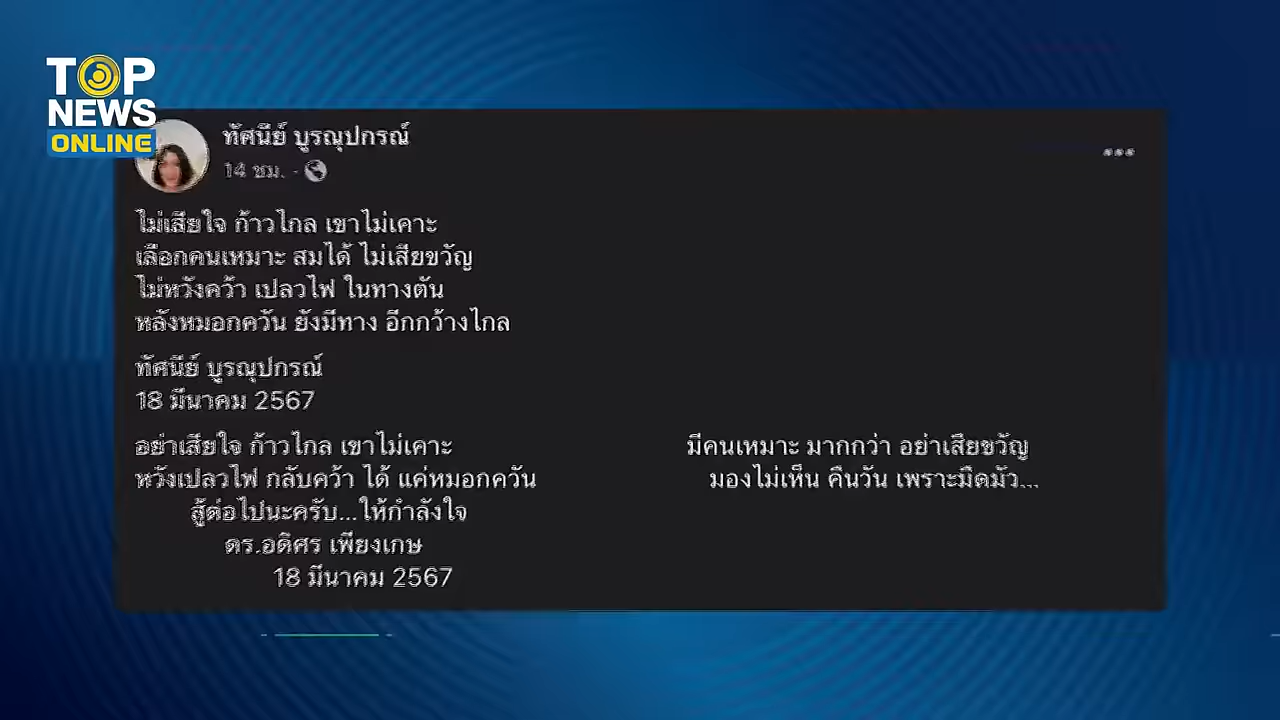 TOP
NEWS
ONLINE
ทัศนีย์ บูรณุปกรณ์
14 ชม. ·
ไม่เสียใจ ก้าวไกล เขาไม่เคาะ
เลือกคนเหมาะ สมได้ ไม่เสียขวัญ
ไม่หวังคว้า เปลวไฟ ในทางตัน
หลังหมอกควัน ยังมีทาง อีกกว้างไกล
ทัศนีย์ บูรณุปกรณ์
18 มีนาคม 2567
อย่าเสียใจ ก้าวไกล เขาไม่เคาะ มีคนเหมาะ มากกว่า อย่าเสียขวัญ
หวังเปลวไฟ กลับคว้า ได้ แค่หมอกควัน มองไม่เห็น คืนวัน เพราะมืดมัว...
สู้ต่อไปนะครับ...ให้กำลังใจ
ดร.อดิศร เพียงเกษ
18 มีนาคม 2567